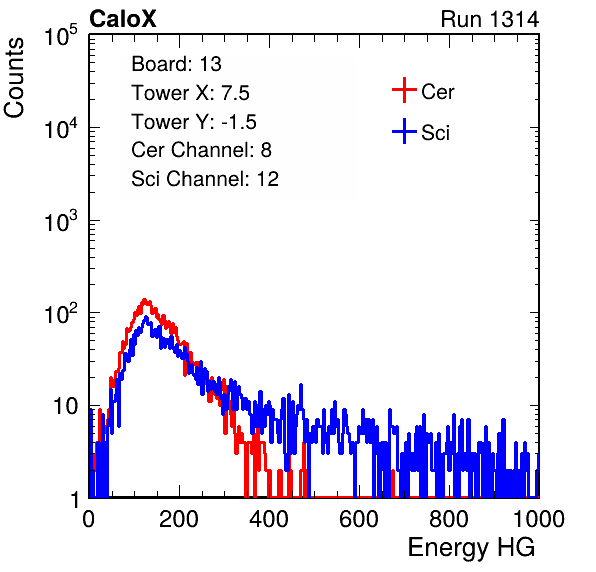 CaloX Run 1314
Board: 13
Tower X: 7.5
Tower Y: -1.5
Cer Channel: 8
Sci Channel: 12
Cer
Sci
Counts
10^5
10^4
10^3
10^2
10
1
0 200 400 600 800 1000
Energy HG